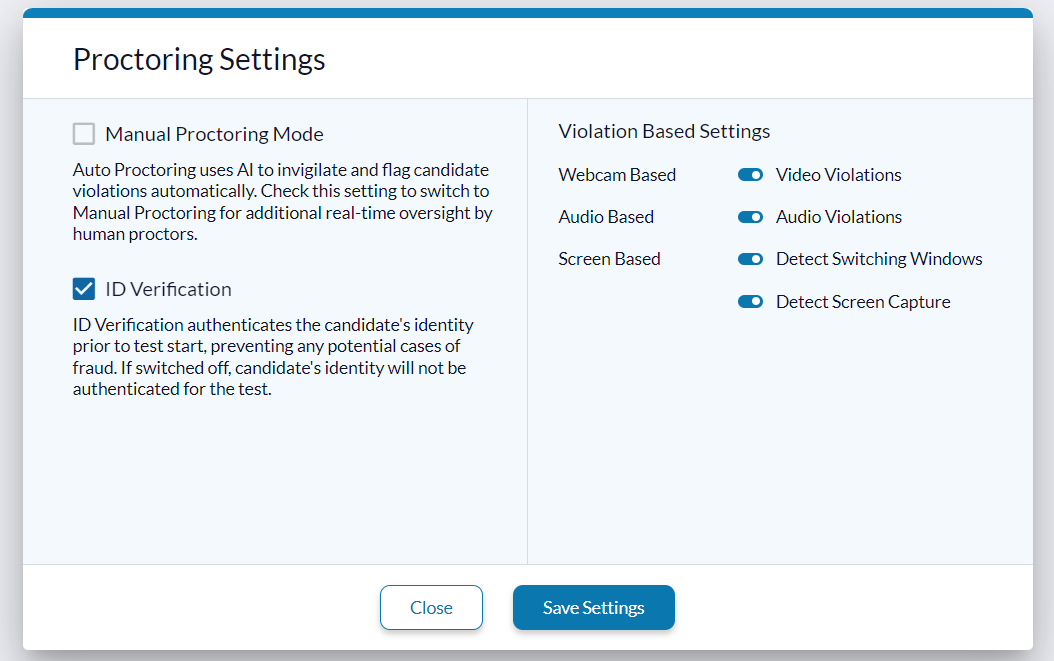 Proctoring Settings
Manual Proctoring Mode
Auto Proctoring uses AI to invigilate and flag candidate
violations automatically. Check this setting to switch to
Manual Proctoring for additional real-time oversight by
human proctors.
ID Verification
ID Verification authenticates the candidate's identity
prior to test start, preventing any potential cases of
fraud. If switched off, candidate's identity will not be
authenticated for the test.
Violation Based Settings
Webcam Based Video Violations
Audio Based Audio Violations
Screen Based Detect Switching Windows
Detect Screen Capture
Close Save Settings